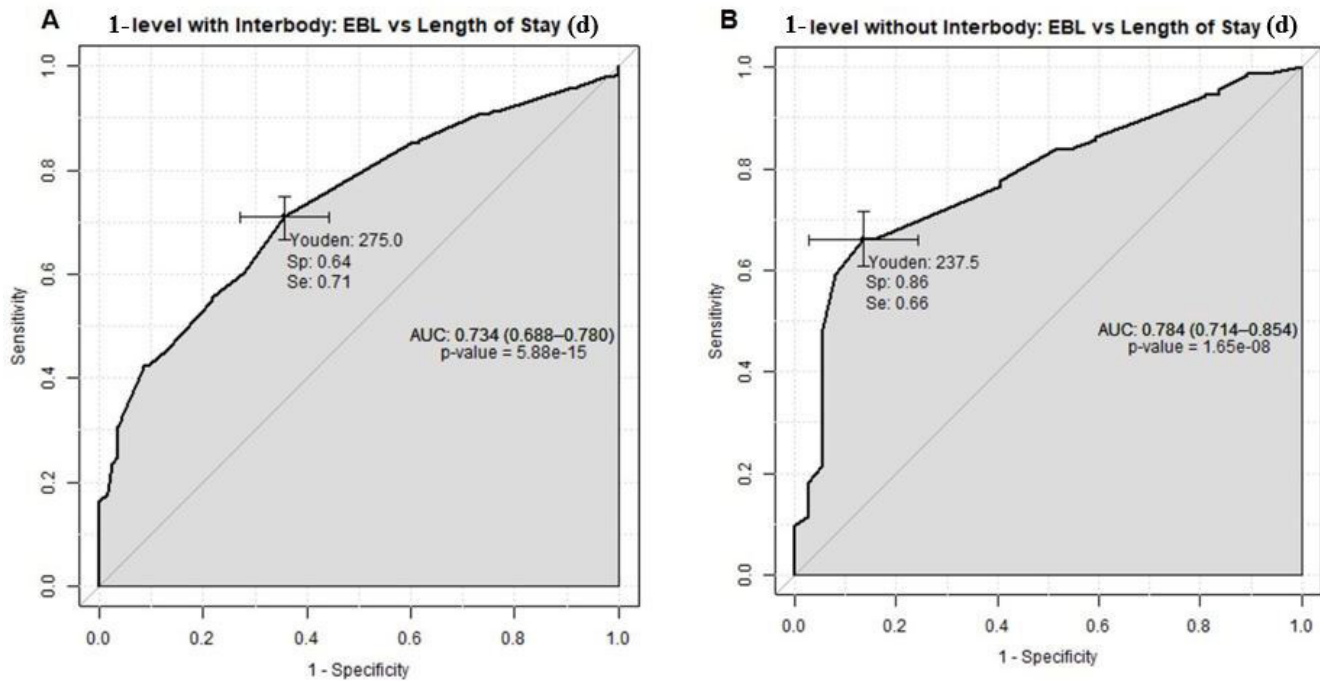 A
1-level with Interbody: EBL vs Length of Stay (d)
1.0
0.8
0.6
0.4
0.2
0.0
Sensitivity
Youden: 275.0
Sp: 0.64
Se: 0.71
AUC: 0.734 (0.688–0.780)
p-value = 5.88e-15
0.0 0.2 0.4 0.6 0.8 1.0
1 - Specificity
B
1-level without Interbody: EBL vs Length of Stay (d)
1.0
0.8
0.6
0.4
0.2
0.0
Sensitivity
Youden: 237.5
Sp: 0.86
Se: 0.66
AUC: 0.784 (0.714–0.854)
p-value = 1.65e-08
0.0 0.2 0.4 0.6 0.8 1.0
1 - Specificity